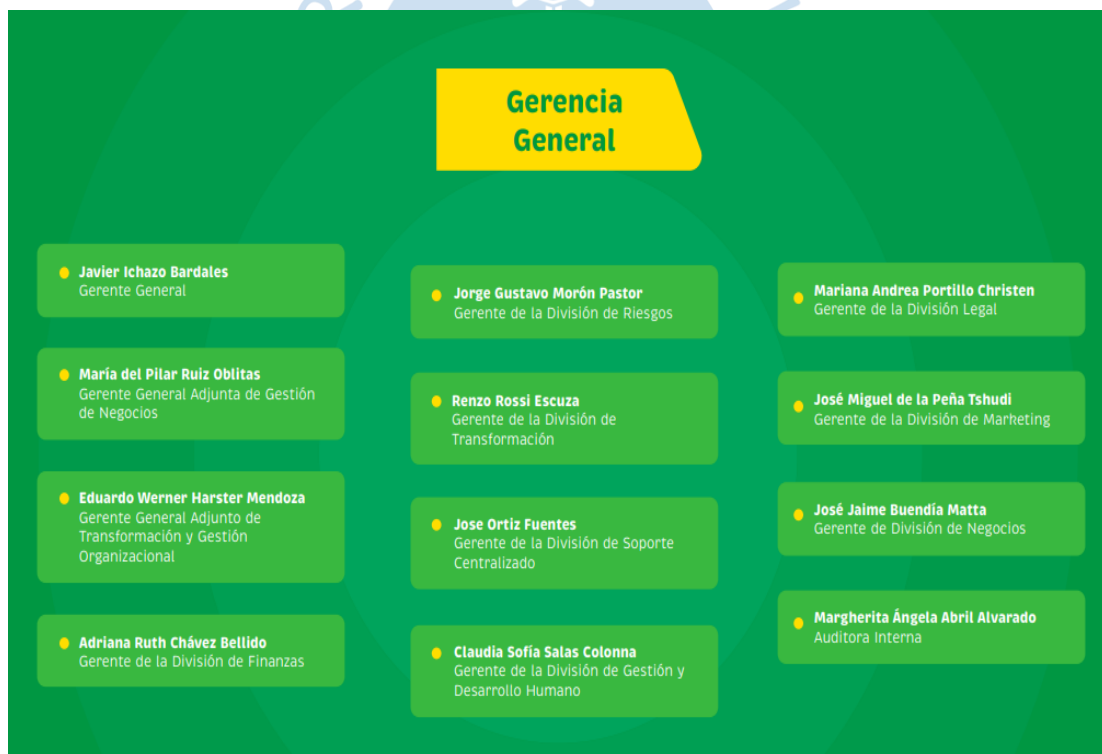 Gerencia
General
Javier Ichazo Bardales
Gerente General
María del Pilar Ruiz Oblitas
Gerente General Adjunta de Gestión
de Negocios
Eduardo Werner Harster Mendoza
Gerente General Adjunto de
Transformación y Gestión
Organizacional
Adriana Ruth Chávez Bellido
Gerente de la División de Finanzas
Jorge Gustavo Morón Pastor
Gerente de la División de Riesgos
Renzo Rossi Escuza
Gerente de la División de
Transformación
Jose Ortiz Fuentes
Gerente de la División de Soporte
Centralizado
Claudia Sofía Salas Colonna
Gerente de la División de Gestión y
Desarrollo Humano
Mariana Andrea Portillo Christen
Gerente de la División Legal
José Miguel de la Peña Tshudi
Gerente de la División de Marketing
José Jaime Buendía Matta
Gerente de División de Negocios
Margherita Ángela Abril Alvarado
Auditora Interna